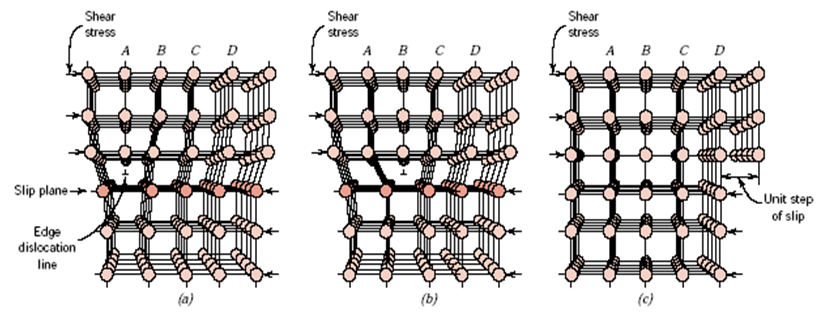 Shear
stress
A B C D
Slip plane
Edge
dislocation
line
(a)
Shear
stress
A B C D
(b)
Shear
stress
A B C D
Unit step
of slip
(c)